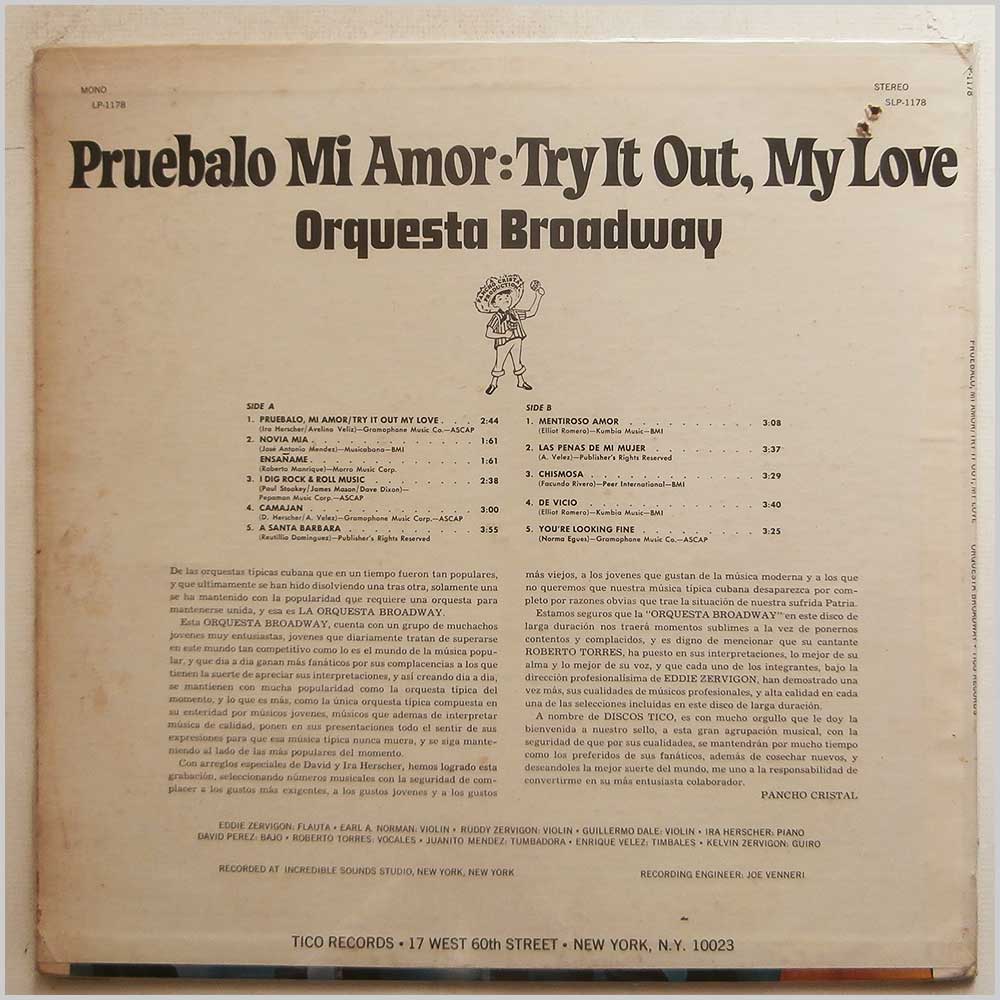 MONO
LP-1178
STEREO
SLP-1178
Pruebalo Mi Amor: Try It Out, My Love
Orquesta Broadway
PANCHO CRISTAL
PRODUCTION
SIDE A
1. PRUEBALO, MI AMOR/TRY IT OUT MY LOVE . . . 2:44
(Ira Herscher/Avelino Veliz)—Gramophone Music Co.—ASCAP
2. NOVIA MIA . . . . . . . . . . . . 1:61
(Jose Antonio Mendez)—Musicabana—BMI
ENSAÑAME . . . . . . . . . . . . 1:61
(Roberto Manrique)—Morro Music Corp.
3. I DIG ROCK & ROLL MUSIC . . . . . . . . 2:38
(Paul Stookey/James Mason/Dave Dixon)—
Pepamon Music Corp.—ASCAP
4. CAMAJAN . . . . . . . . . . . . 3:00
(D. Herscher/A. Velez)—Gramophone Music Corp.—ASCAP
5. A SANTA BARBARA . . . . . . . . . . 3:55
(Reutillio Dominguez)—Publisher's Rights Reserved
SIDE B
1. MENTIROSO AMOR . . . . . . . . . . 3:08
(Elliot Romero)—Kumbia Music—BMI
2. LAS PENAS DE MI MUJER . . . . . . . . 3:37
(A. Velez)—Publisher's Rights Reserved
3. CHISMOSA . . . . . . . . . . . . 3:29
(Facundo Rivero)—Peer International—BMI
4. DE VICIO . . . . . . . . . . . . 3:40
(Elliot Romero)—Kumbia Music—BMI
5. YOU'RE LOOKING FINE . . . . . . . . . 3:25
(Norma Egues)—Gramophone Music Co.—ASCAP
De las orquestas típicas cubana que en un tiempo fueron tan populares,
y que ultimamente se han hido disolviendo una tras otra, solamente una
se ha mantenido con la popularidad que requiere una orquesta para
mantenerse unida, y esa es LA ORQUESTA BROADWAY.
Esta ORQUESTA BROADWAY, cuenta con un grupo de muchachos
jovenes muy entusiastas, jovenes que diariamente tratan de superarse
en este mundo tan competitivo como lo es el mundo de la música popu-
lar, y que dia a dia ganan más fanáticos por sus complacencias a los que
tienen la suerte de apreciar sus interpretaciones, y así creando dia a dia,
se mantienen con mucha popularidad como la orquesta típica del
momento, y lo que es más, como la única orquesta típica compuesta en
su enteridad por músicos jovenes, músicos que ademas de interpretar
música de calidad, ponen en sus presentaciones todo el sentir de sus
expresiones para que esa música típica nunca muera, y se siga mante-
niendo al lado de las más populares del momento.
Con arreglos especiales de David y Ira Herscher, hemos logrado esta
grabación, seleccionando números musicales con la seguridad de com-
placer a los gustos más exigentes, a los gustos jovenes y a los gustos
más viejos, a los jovenes que gustan de la música moderna y a los que
no queremos que nuestra música típica cubana desaparezca por com-
pleto por razones obvias que trae la situación de nuestra sufrida Patria.
Estamos seguros que la "ORQUESTA BROADWAY" en este disco de
larga duración nos traerá momentos sublimes a la vez de ponernos
contentos y complacidos, y es digno de mencionar que su cantante
ROBERTO TORRES, ha puesto en sus interpretaciones, lo mejor de su
alma y lo mejor de su voz, y que cada uno de los integrantes, bajo la
dirección profesionalísima de EDDIE ZERVIGON, han demostrado una
vez más, sus cualidades de músicos profesionales, y alta calidad en cada
una de las selecciones incluidas en este disco de larga duración.
A nombre de DISCOS TICO, es con mucho orgullo que le doy la
bienvenida a nuestro sello, a esta gran agrupación musical, con la
seguridad de que por sus cualidades, se mantendrán por mucho tiempo
como los preferidos de sus fanáticos, además de cosechar nuevos, y
deseandoles la mejor suerte del mundo, me uno a la responsabilidad de
convertirme en su más entusiasta colaborador.
PANCHO CRISTAL
EDDIE ZERVIGON: FLAUTA • EARL A. NORMAN: VIOLIN • RUDDY ZERVIGON: VIOLIN • GUILLERMO DALE: VIOLIN • IRA HERSCHER: PIANO
DAVID PEREZ: BAJO • ROBERTO TORRES: VOCALES • JUANITO MENDEZ: TUMBADORA • ENRIQUE VELEZ: TIMBALES • KELVIN ZERVIGON: GUIRO
RECORDED AT INCREDIBLE SOUNDS STUDIO, NEW YORK, NEW YORK
RECORDING ENGINEER: JOE VENNERI
TICO RECORDS • 17 WEST 60th STREET • NEW YORK, N.Y. 10023
PRUEBALO, MI AMOR/TRY IT OUT, MY LOVE
ORQUESTA BROADWAY • TICO RECORDS